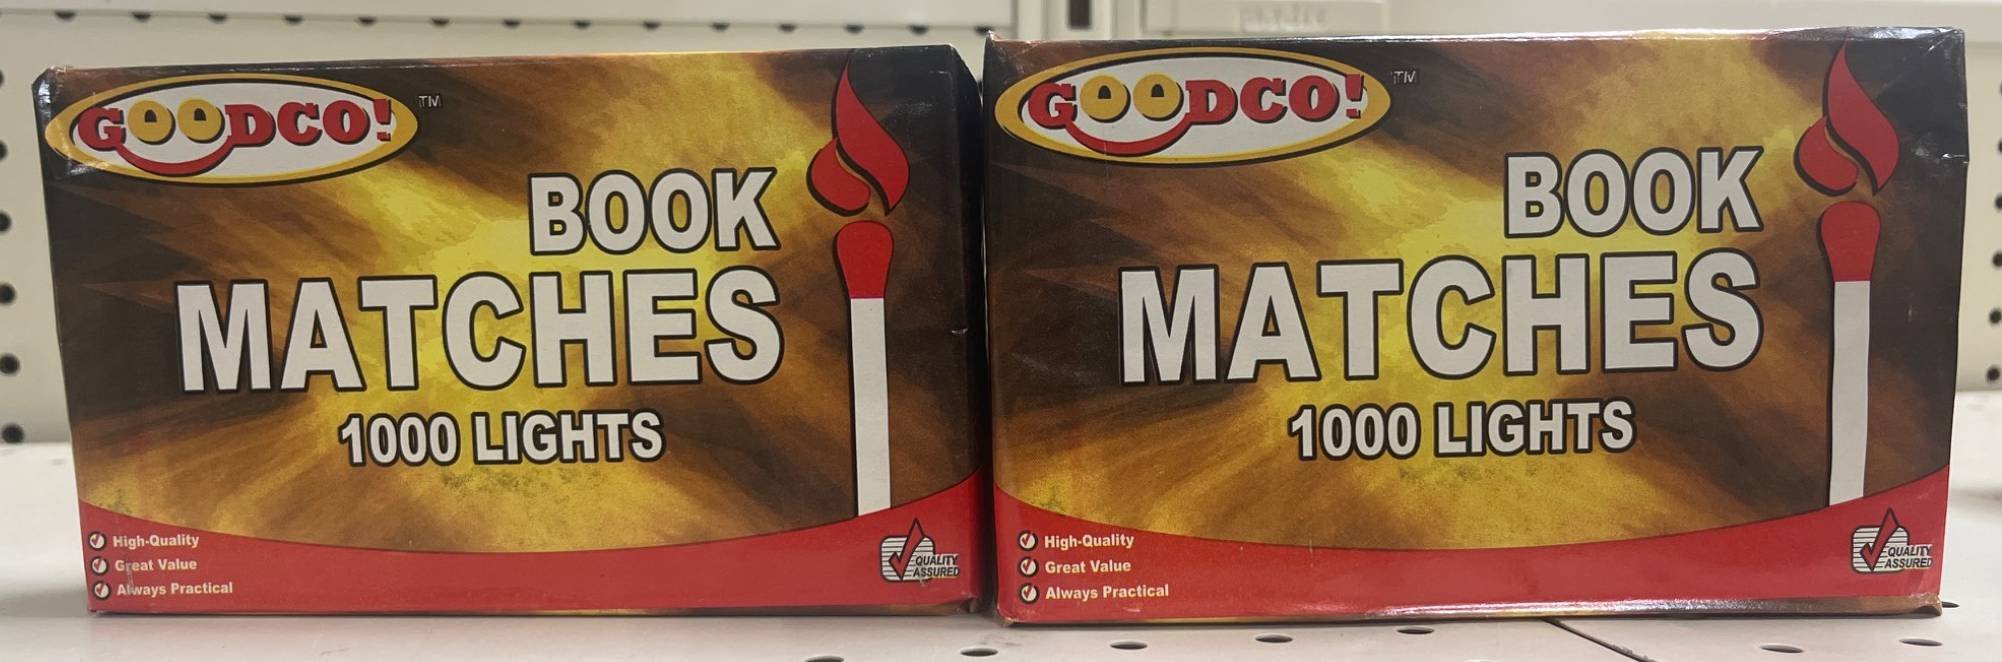 GOODCO! TM
BOOK
MATCHES
1000 LIGHTS
High-Quality
Great Value
Always Practical
QUALITY
ASSURED
GOODCO! TM
BOOK
MATCHES
1000 LIGHTS
High-Quality
Great Value
Always Practical
QUALITY
ASSURED